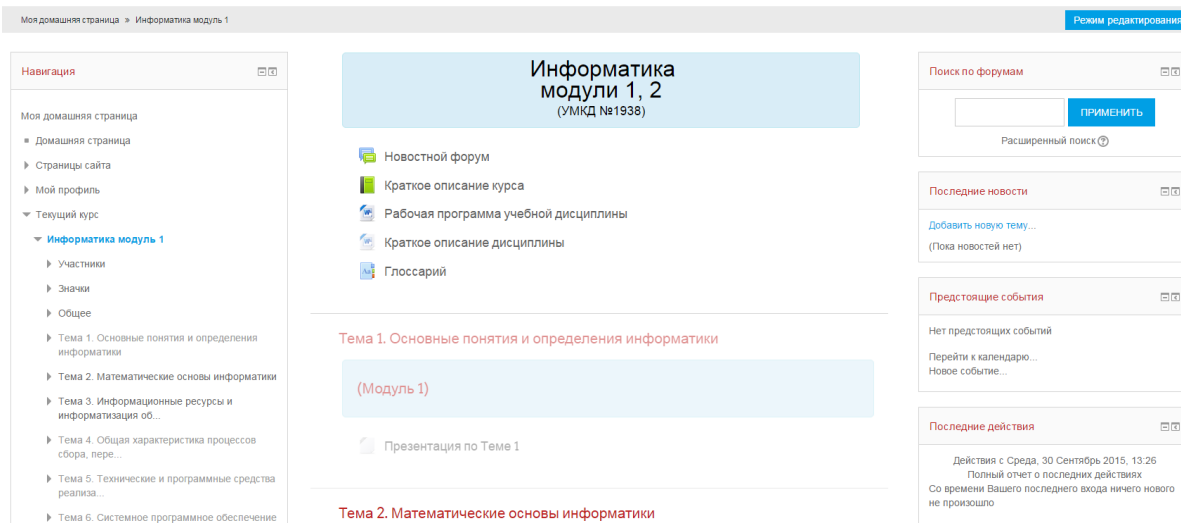 Моя домашняя страница » Информатика модуль 1
Режим редактирования
Навигация
Моя домашняя страница
Домашняя страница
Страницы сайта
Мой профиль
Текущий курс
Информатика модуль 1
Участники
Значки
Общее
Тема 1. Основные понятия и определения
информатики
Тема 2. Математические основы информатики
Тема 3. Информационные ресурсы и
информатизация об...
Тема 4. Общая характеристика процессов
сбора, пере...
Тема 5. Технические и программные средства
реализа...
Тема 6. Системное программное обеспечение
Информатика
модули 1, 2
(УМКД №1938)
Новостной форум
Краткое описание курса
Рабочая программа учебной дисциплины
Краткое описание дисциплины
Глоссарий
Тема 1. Основные понятия и определения информатики
(Модуль 1)
Презентация по Теме 1
Тема 2. Математические основы информатики
Поиск по форумам
ПРИМЕНИТЬ
Расширенный поиск
Последние новости
Добавить новую тему...
(Пока новостей нет)
Предстоящие события
Нет предстоящих событий
Перейти к календарю...
Новое событие...
Последние действия
Действия с Среда, 30 Сентябрь 2015, 13:26
Полный отчет о последних действиях
Со времени Вашего последнего входа ничего нового
не произошло